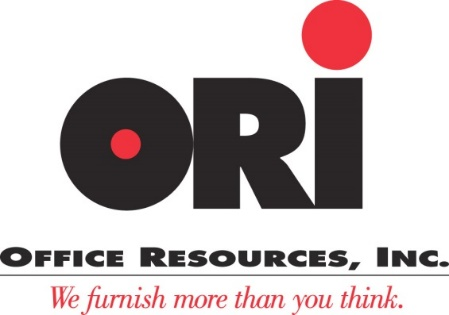 ORi
OFFICE RESOURCES, INC.
We furnish more than you think.